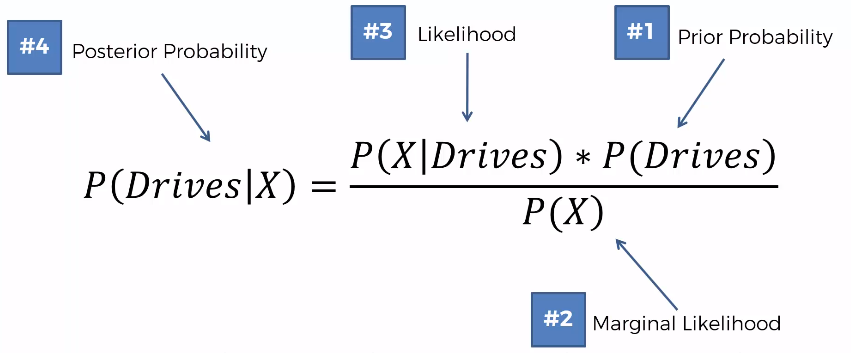 #4 Posterior Probability
#3 Likelihood
#1 Prior Probability
P(Drives|X) = P(X|Drives) * P(Drives)
P(X)
#2 Marginal Likelihood